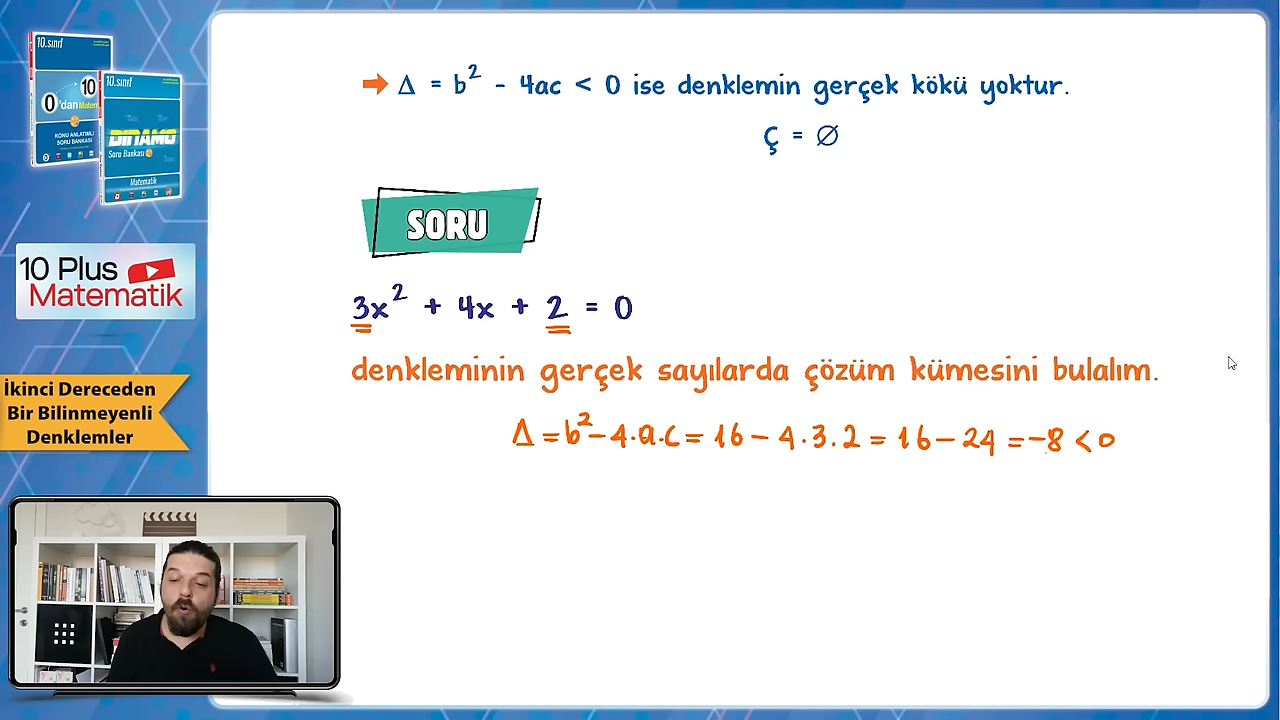 ➡ Δ = b² - 4ac < 0 ise denklemin gerçek kökü yoktur.
Ç = ∅
SORU
3x² + 4x + 2 = 0
denkleminin gerçek sayılarda çözüm kümesini bulalım.
Δ = b² - 4.a.c = 16 - 4.3.2 = 16 - 24 = -8 < 0
10.sınıf
0'dan 10
Matem
KONU ANLATIMLI
SORU BANKASI
10.sınıf
DİNAMO
Soru Bankası
Matematik
10 Plus
Matematik
İkinci Dereceden
Bir Bilinmeyenli
Denklemler